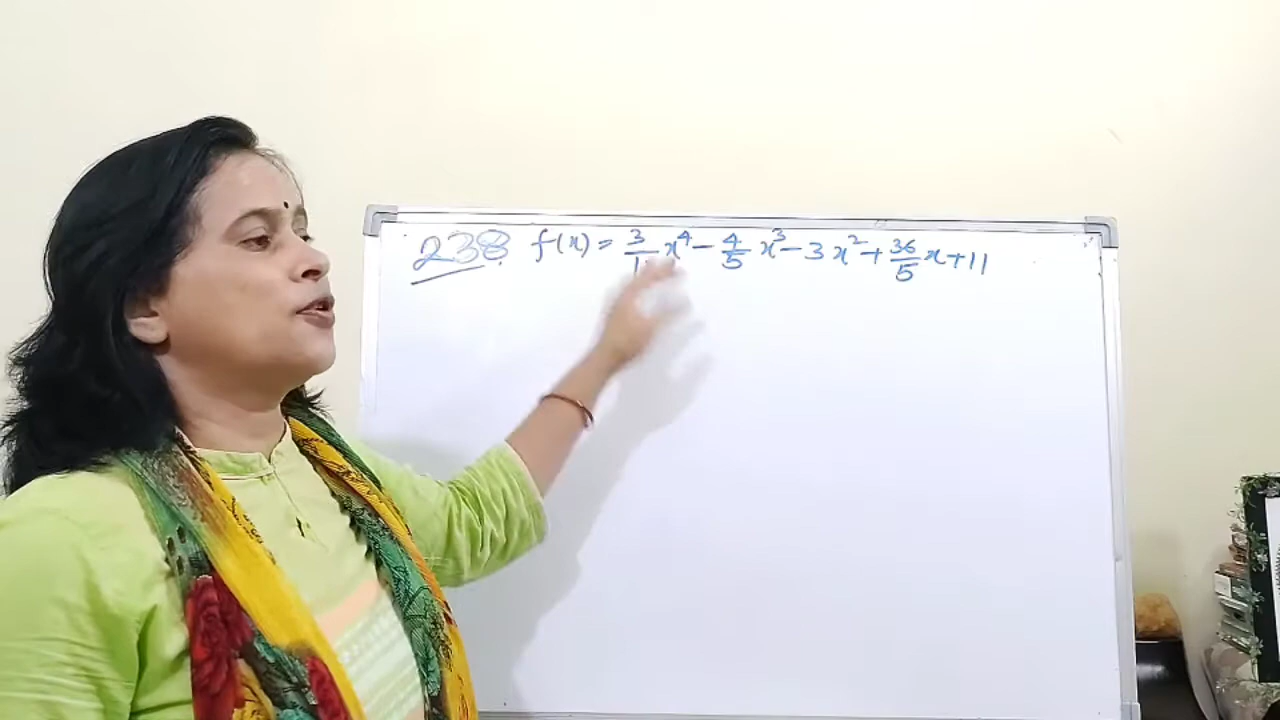 238. f(x) = 3/1 x⁴ - 4/5 x³ - 3x² + 36/5 x + 11